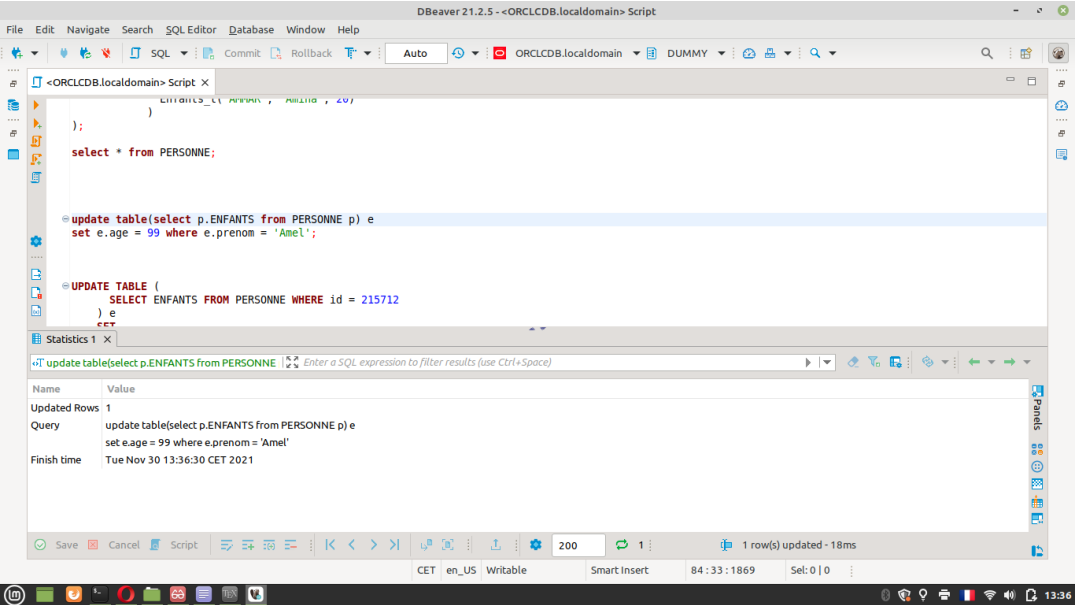 DBeaver 21.2.5 - <ORCLCDB.localdomain> Script
File Edit Navigate Search SQL Editor Database Window Help
SQL Commit Rollback Auto ORCLCDB.localdomain DUMMY
<ORCLCDB.localdomain> Script
Enfants_t('AMMAR', 'Amina', 20)
)
);
select * from PERSONNE;
update table(select p.ENFANTS from PERSONNE p) e
set e.age = 99 where e.prenom = 'Amel';
UPDATE TABLE (
SELECT ENFANTS FROM PERSONNE WHERE id = 215712
) e
SET
Statistics 1
update table(select p.ENFANTS from PERSONNE Enter a SQL expression to filter results (use Ctrl+Space)
Name Value
Updated Rows 1
Query update table(select p.ENFANTS from PERSONNE p) e
set e.age = 99 where e.prenom = 'Amel'
Finish time Tue Nov 30 13:36:30 CET 2021
Panels
Save Cancel Script 200 1 1 row(s) updated - 18ms
CET en_US Writable Smart Insert 84 : 33 : 1869 Sel: 0 | 0
13:36